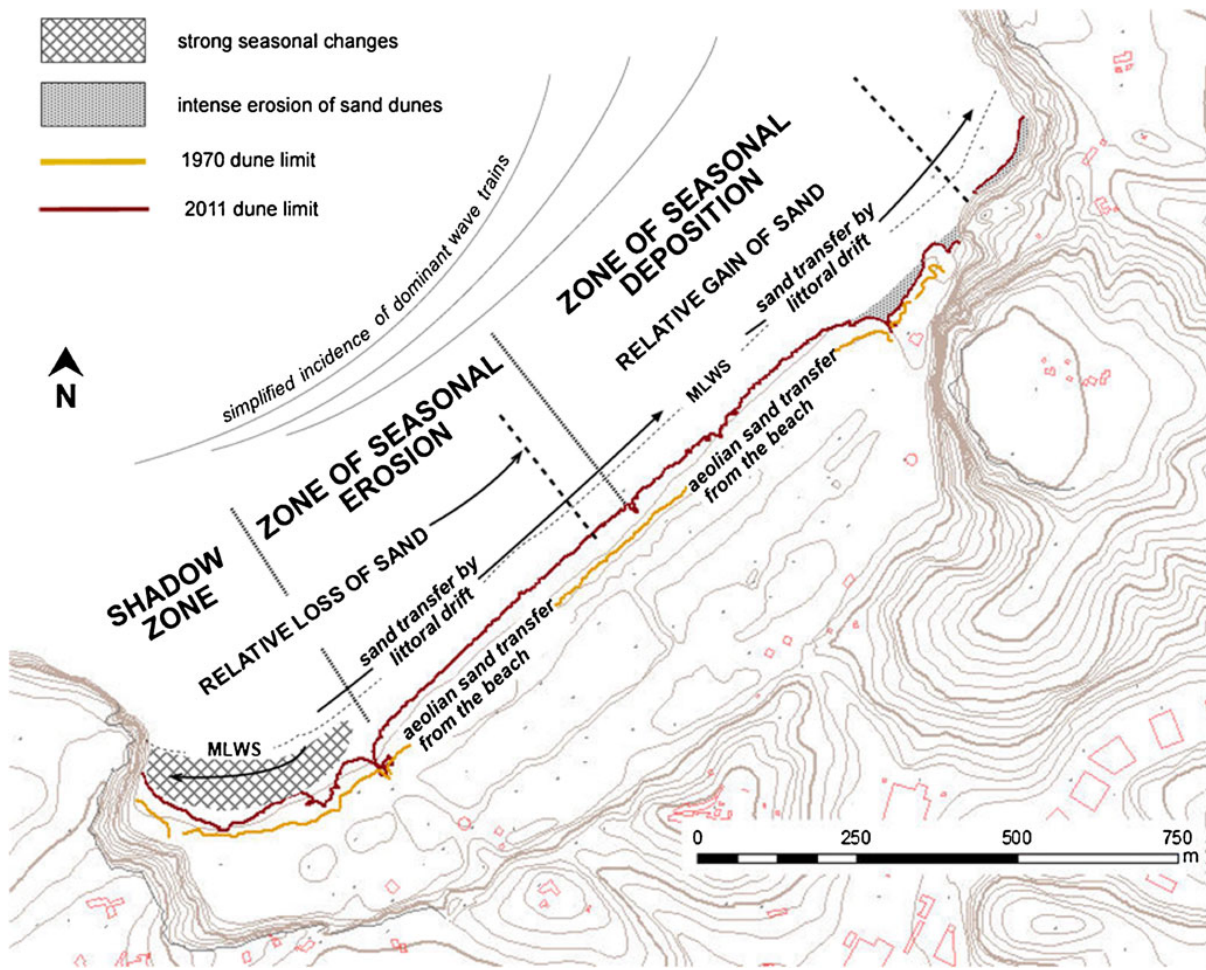 strong seasonal changes
intense erosion of sand dunes
1970 dune limit
2011 dune limit
simplified incidence of dominant wave trains
N
ZONE OF SEASONAL
DEPOSITION
RELATIVE GAIN OF SAND
sand transfer by
littoral drift
MLWS
ZONE OF SEASONAL
EROSION
aeolian sand transfer
from the beach
SHADOW
ZONE
RELATIVE LOSS OF SAND
sand transfer by
littoral drift
aeolian sand transfer
from the beach
MLWS
0 250 500 750
m